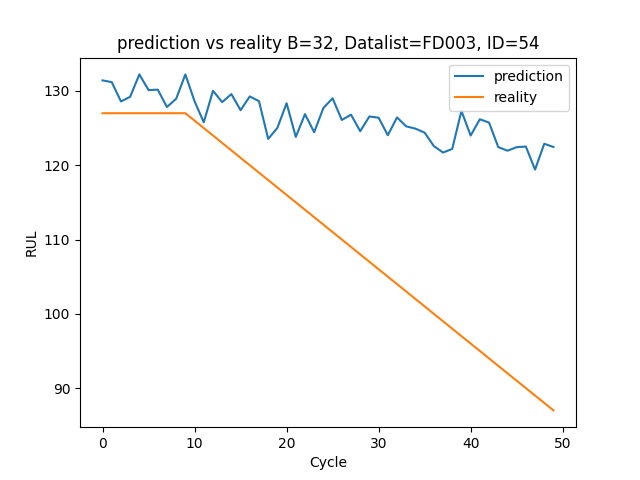 prediction vs reality B=32, Datalist=FD003, ID=54
prediction
reality
130
120
110
100
90
RUL
0 10 20 30 40 50
Cycle